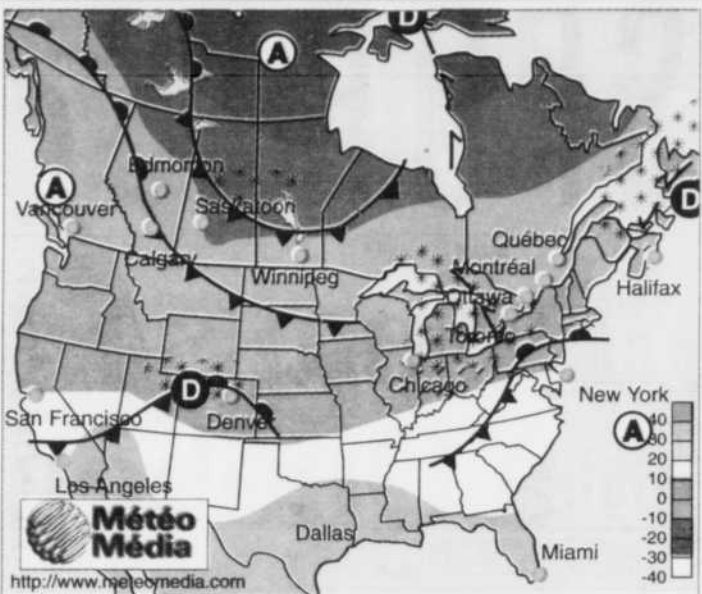 D
A
Edmonton
A
Vancouver
Saskatoon
D
Calgary
Winnipeg
Québec
Montréal
Ottawa
Halifax
Toronto
Chicago
D
Denver
San Francisco
New York
A
Los Angeles
Dallas
Miami
40
30
20
10
0
-10
-20
-30
-40
Météo
Média
http://www.meteomedia.com